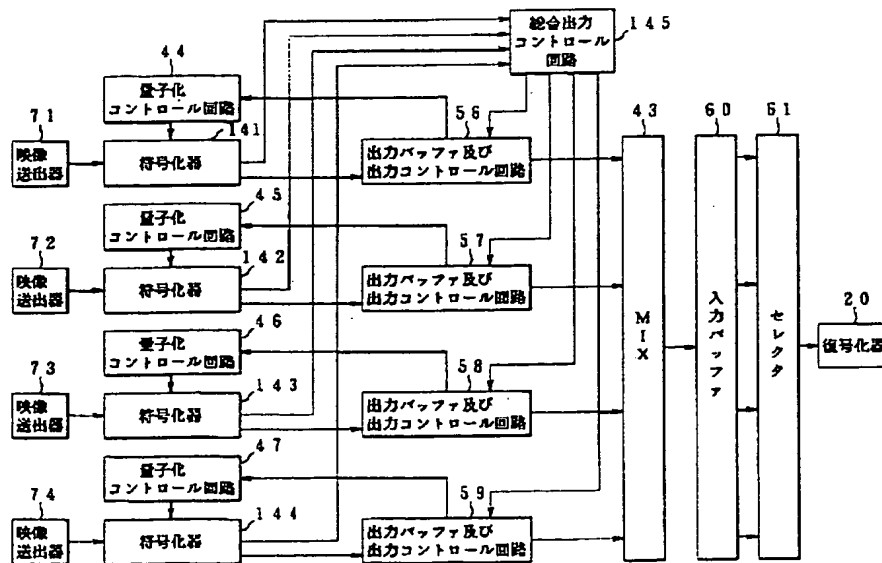 総合出力
コントロール
回路
145
44
量子化
コントロール回路
71
映像
送出器
141
符号化器
56
出力バッファ及び
出力コントロール回路
43
MIX
60
入力バッファ
61
セレクタ
45
量子化
コントロール回路
72
映像
送出器
142
符号化器
57
出力バッファ及び
出力コントロール回路
20
復号化器
46
量子化
コントロール回路
73
映像
送出器
143
符号化器
58
出力バッファ及び
出力コントロール回路
47
量子化
コントロール回路
74
映像
送出器
144
符号化器
59
出力バッファ及び
出力コントロール回路